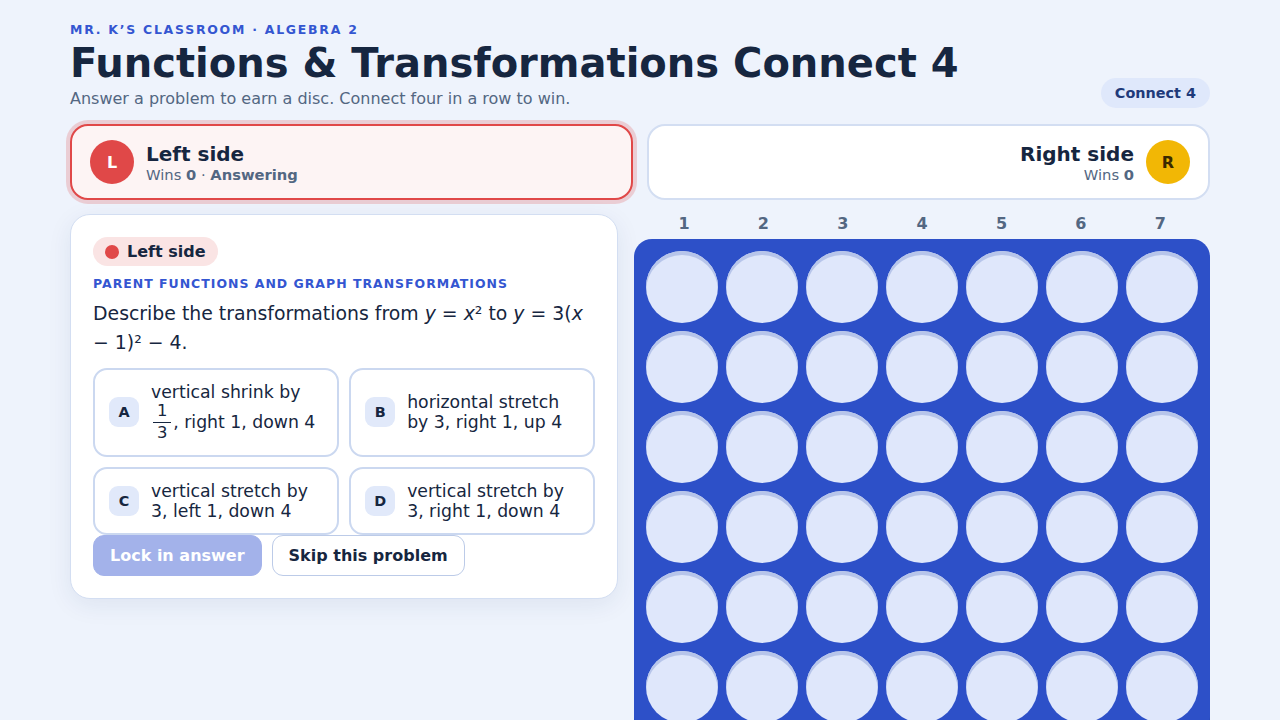 MR. K’S CLASSROOM · ALGEBRA 2
Functions & Transformations Connect 4
Answer a problem to earn a disc. Connect four in a row to win.
Connect 4
L
Left side
Wins 0 · Answering
Right side
Wins 0
R
Left side
PARENT FUNCTIONS AND GRAPH TRANSFORMATIONS
Describe the transformations from y = x² to y = 3(x
− 1)² − 4.
A
vertical shrink by
1/3, right 1, down 4
B
horizontal stretch
by 3, right 1, up 4
C
vertical stretch by
3, left 1, down 4
D
vertical stretch by
3, right 1, down 4
Lock in answer
Skip this problem
1 2 3 4 5 6 7